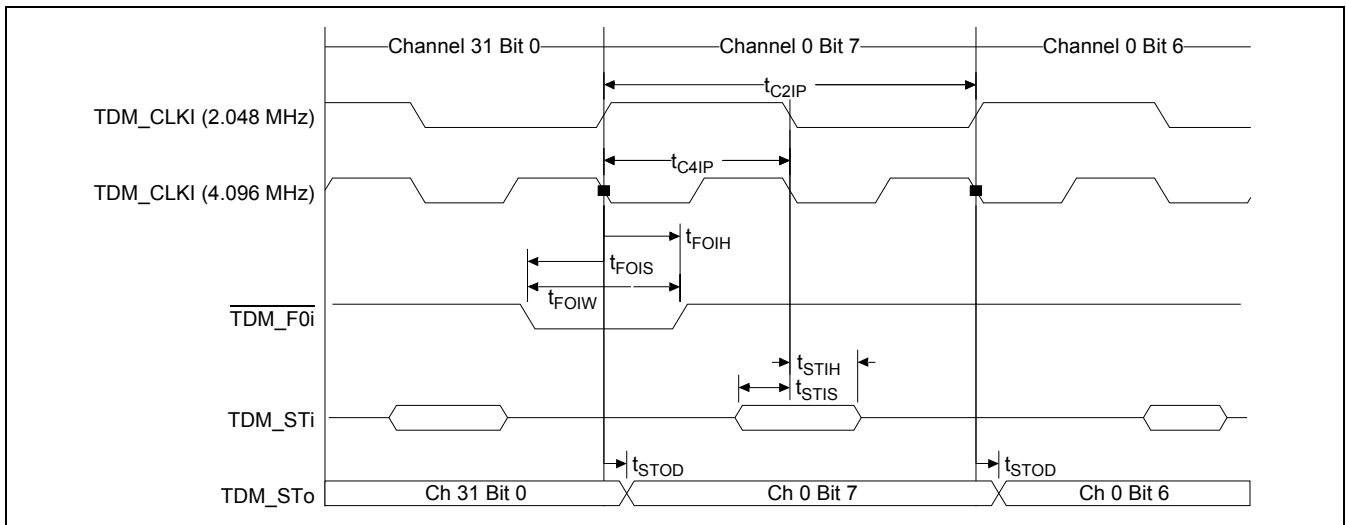 Channel 31 Bit 0 Channel 0 Bit 7 Channel 0 Bit 6
tC2IP
TDM_CLKI (2.048 MHz)
tC4IP
TDM_CLKI (4.096 MHz)
tFOIH
tFOIS
tFOIW
TDM_F0i
tSTIH
tSTIS
TDM_STi
tSTOD tSTOD
TDM_STo Ch 31 Bit 0 Ch 0 Bit 7 Ch 0 Bit 6